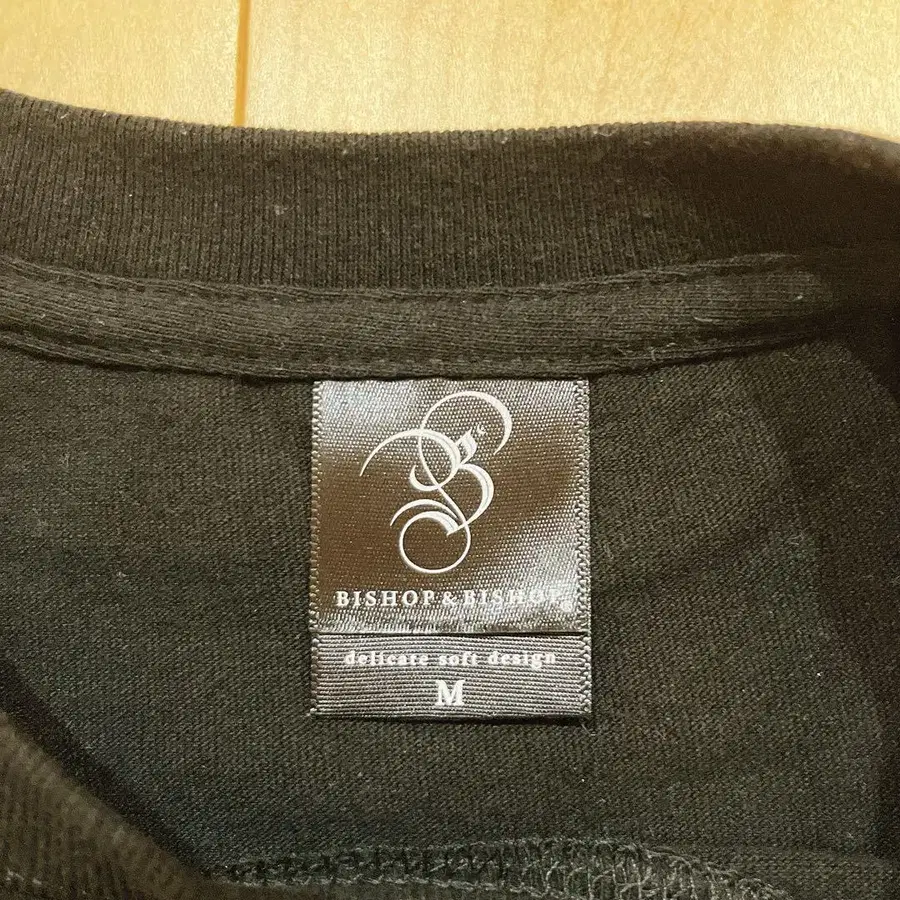 B
BISHOP & BISHOP
delicate soft design
M